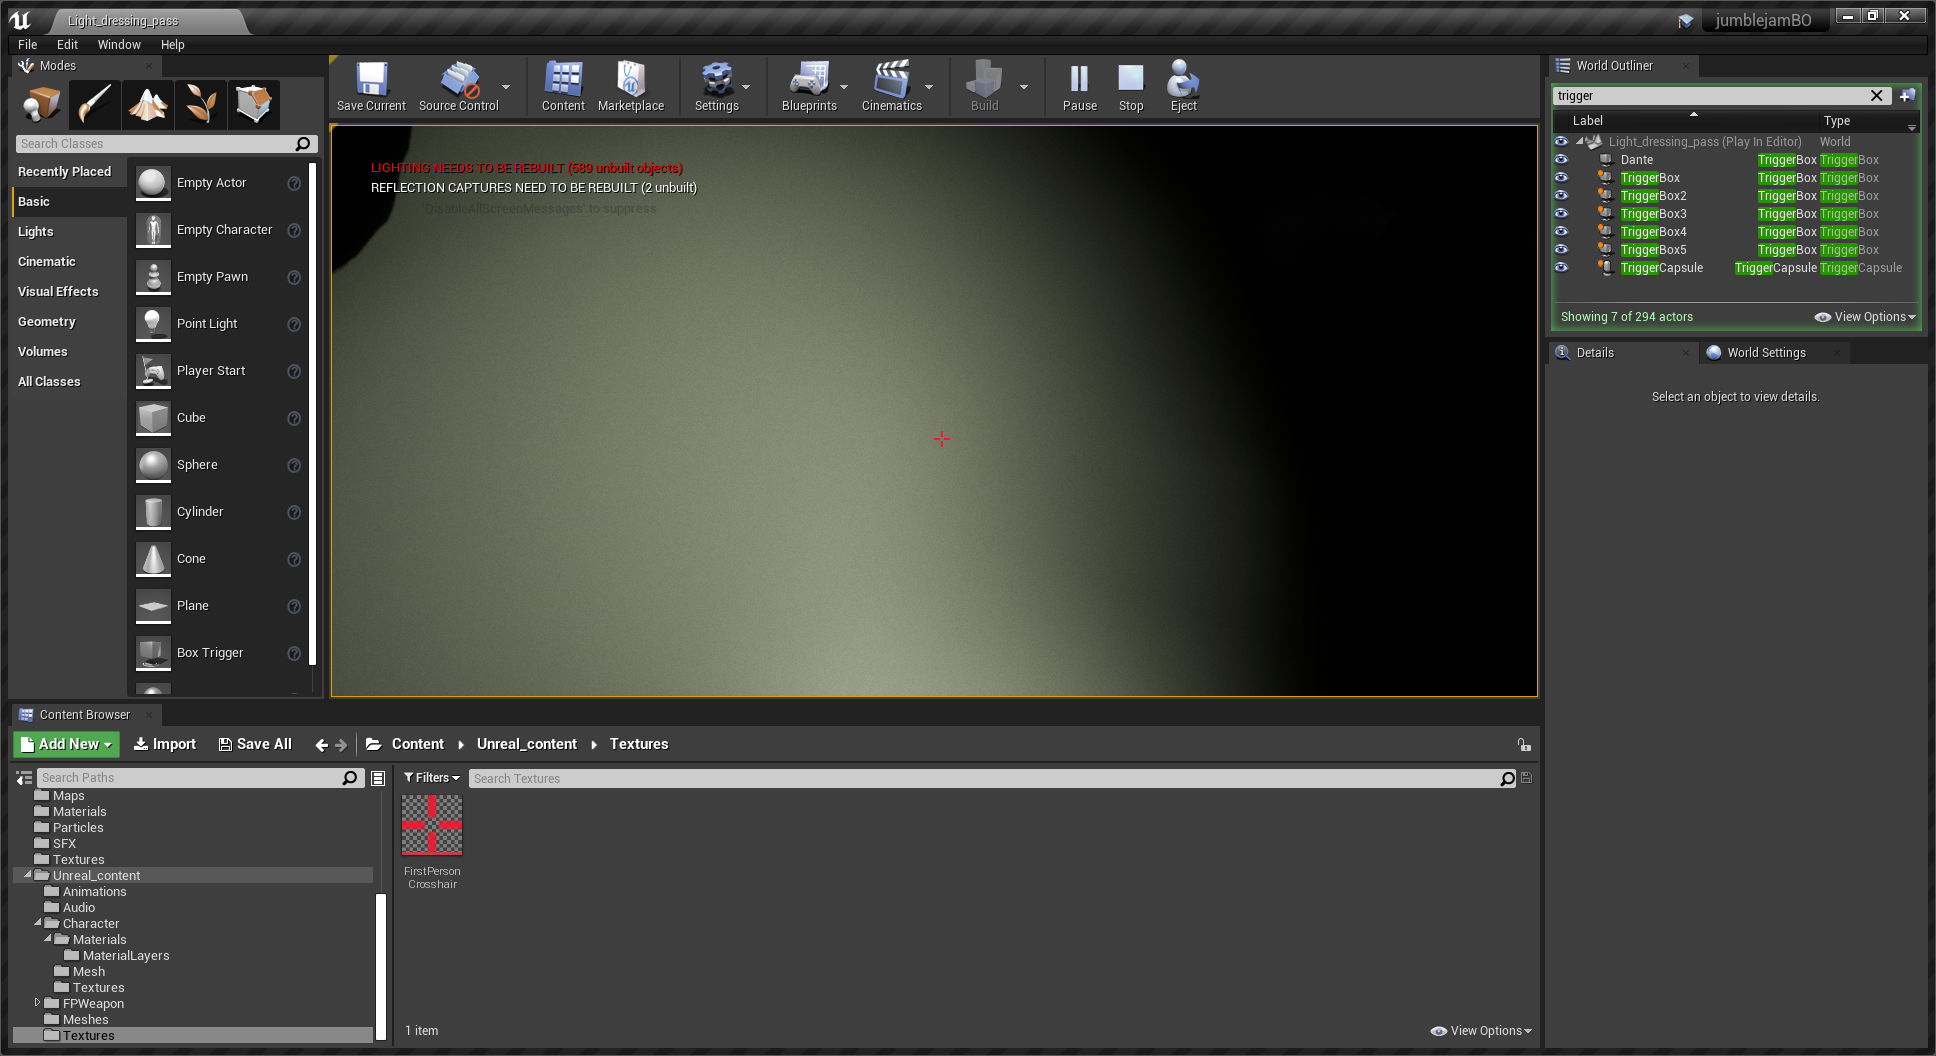 Light_dressing_pass
jumblejamBO
File Edit Window Help
Modes
Search Classes
Recently Placed
Basic
Lights
Cinematic
Visual Effects
Geometry
Volumes
All Classes
Empty Actor
Empty Character
Empty Pawn
Point Light
Player Start
Cube
Sphere
Cylinder
Cone
Plane
Box Trigger
Save Current Source Control Content Marketplace Settings Blueprints Cinematics Build Pause Stop Eject
LIGHTING NEEDS TO BE REBUILT (589 unbuilt objects)
REFLECTION CAPTURES NEED TO BE REBUILT (2 unbuilt)
'DisableAllScreenMessages' to suppress
World Outliner
trigger
Label Type
Light_dressing_pass (Play In Editor) World
Dante TriggerBox TriggerBox
TriggerBox TriggerBox TriggerBox
TriggerBox2 TriggerBox TriggerBox
TriggerBox3 TriggerBox TriggerBox
TriggerBox4 TriggerBox TriggerBox
TriggerBox5 TriggerBox TriggerBox
TriggerCapsule TriggerCapsule TriggerCapsule
Showing 7 of 294 actors View Options
Details World Settings
Select an object to view details.
Content Browser
Add New Import Save All Content Unreal_content Textures
Search Paths
Maps
Materials
Particles
SFX
Textures
Unreal_content
Animations
Audio
Character
Materials
MaterialLayers
Mesh
Textures
FPWeapon
Meshes
Textures
Filters Search Textures
FirstPerson
Crosshair
1 item View Options